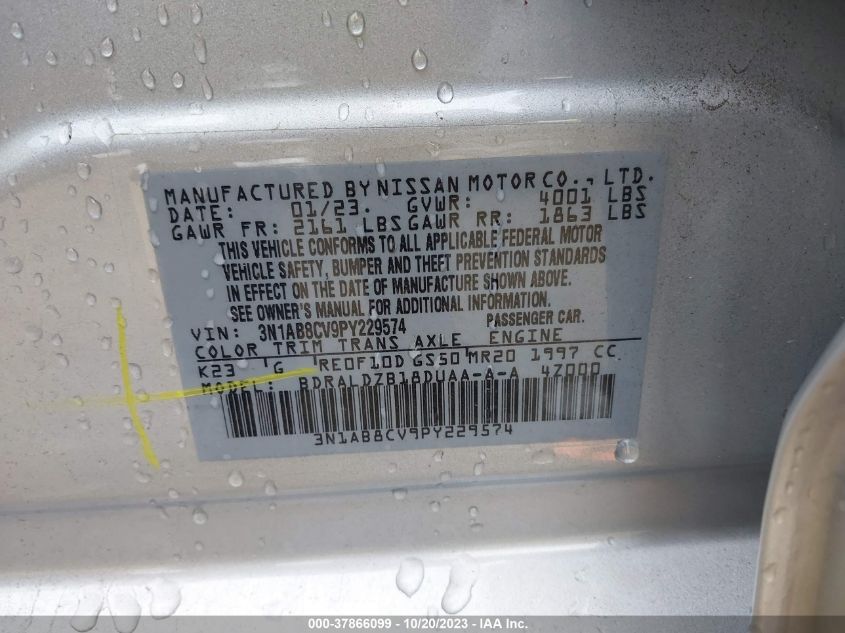 MANUFACTURED BY NISSAN MOTOR CO., LTD.
DATE: 01/23. GVWR: 4001 LBS
GAWR FR: 2161 LBS GAWR RR: 1863 LBS
THIS VEHICLE CONFORMS TO ALL APPLICABLE FEDERAL MOTOR
VEHICLE SAFETY, BUMPER AND THEFT PREVENTION STANDARDS
IN EFFECT ON THE DATE OF MANUFACTURE SHOWN ABOVE.
SEE OWNER'S MANUAL FOR ADDITIONAL INFORMATION.
VIN: 3N1AB8CV9PY229574 PASSENGER CAR.
COLOR TRIM TRANS AXLE ENGINE
K23 G RE0F10D GS50 MR20 1997 CC
MODEL: BDRALDZB18DUAA-A-A 4Z000
3N1AB8CV9PY229574
000-37866099 - 10/20/2023 - IAA Inc.